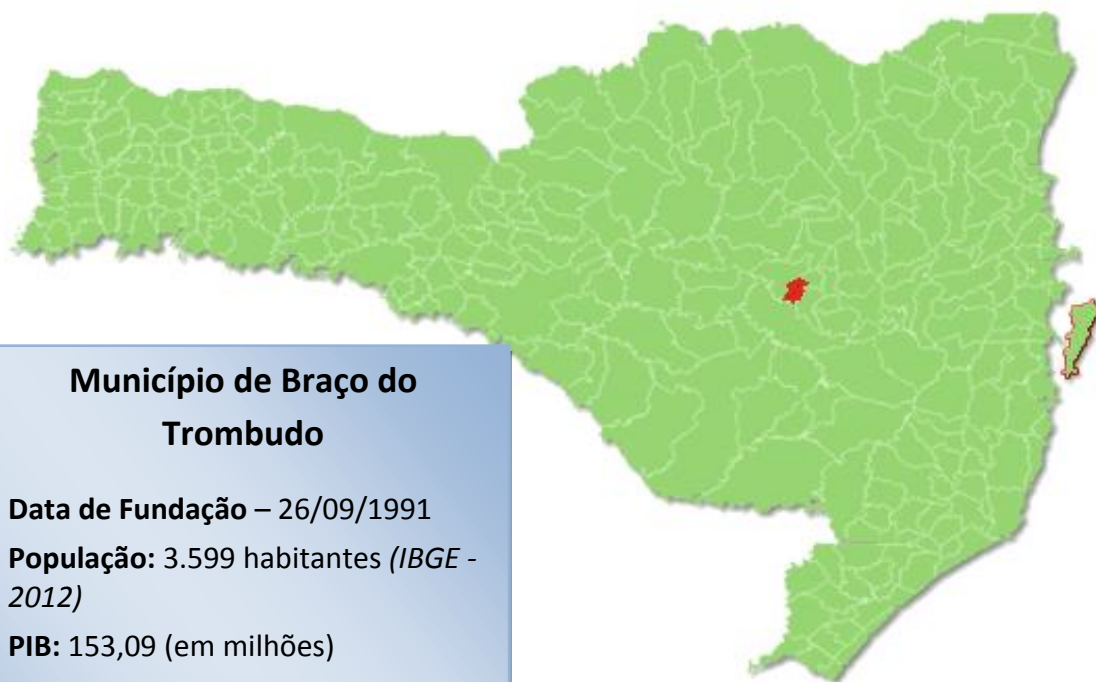 Município de Braço do
Trombudo
Data de Fundação – 26/09/1991
População: 3.599 habitantes (IBGE -
2012)
PIB: 153,09 (em milhões)